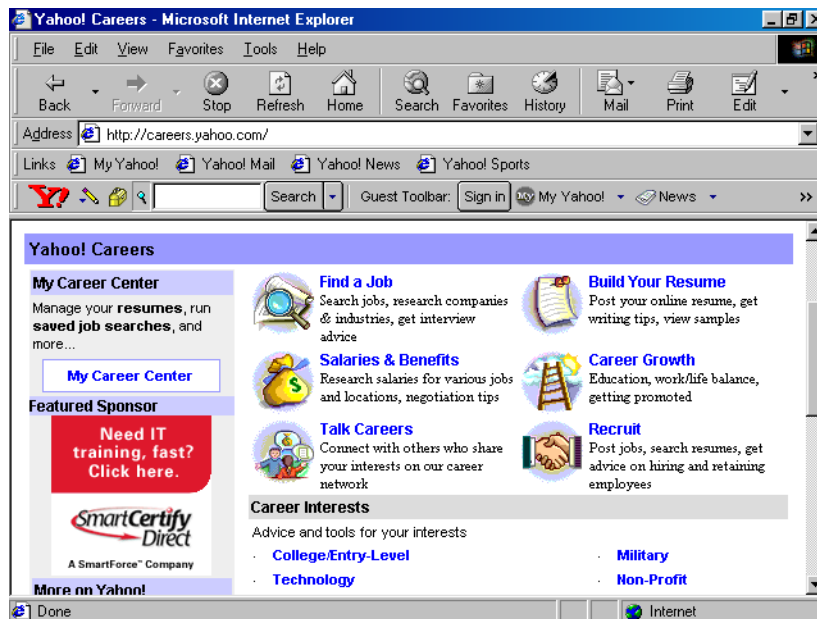 Yahoo! Careers - Microsoft Internet Explorer
File Edit View Favorites Tools Help
Back Forward Stop Refresh Home Search Favorites History Mail Print Edit
Address http://careers.yahoo.com/
Links My Yahoo! Yahoo! Mail Yahoo! News Yahoo! Sports
Y! Search Guest Toolbar: Sign in My Yahoo! News
Yahoo! Careers
My Career Center
Manage your resumes, run
saved job searches, and
more...
My Career Center
Featured Sponsor
Need IT
training, fast?
Click here.
SmartCertify
Direct
A SmartForce™ Company
More on Yahoo!
Find a Job
Search jobs, research companies
& industries, get interview
advice
Build Your Resume
Post your online resume, get
writing tips, view samples
Salaries & Benefits
Research salaries for various jobs
and locations, negotiation tips
Career Growth
Education, work/life balance,
getting promoted
Talk Careers
Connect with others who share
your interests on our career
network
Recruit
Post jobs, search resumes, get
advice on hiring and retaining
employees
Career Interests
Advice and tools for your interests
· College/Entry-Level
· Military
· Technology
· Non-Profit
Done Internet